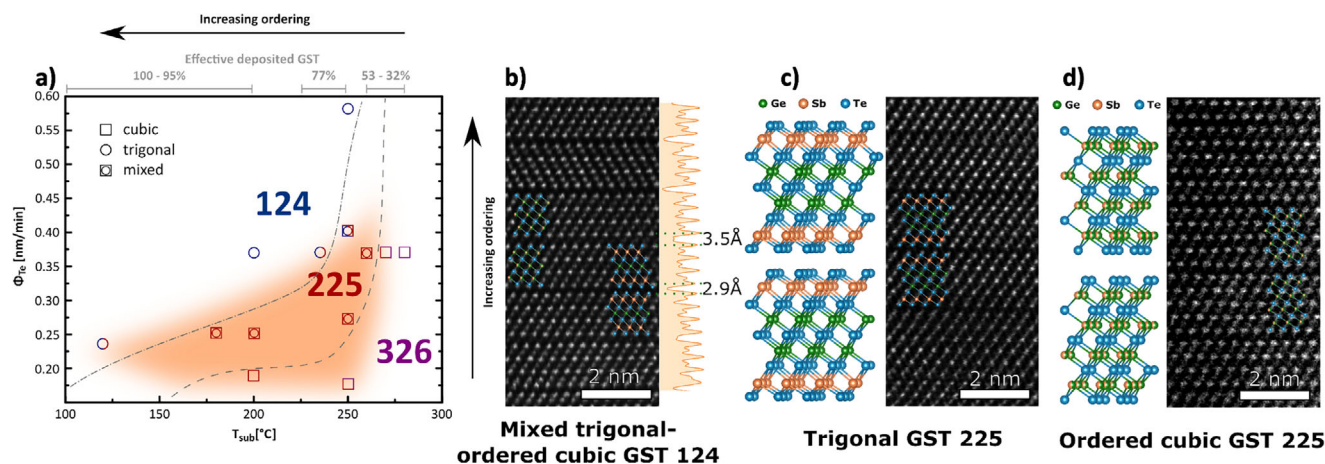 Increasing ordering
Effective deposited GST
100 - 95% 77% 53 - 32%
a)
0.60
0.55
0.50
0.45
0.40
0.35
0.30
0.25
0.20
ΦTe [nm/min]
cubic
trigonal
mixed
124
225
326
100 150 200 250 300
Tsub[°C]
Increasing ordering
b)
3.5Å
2.9Å
2 nm
Mixed trigonal-
ordered cubic GST 124
c)
Ge Sb Te
2 nm
Trigonal GST 225
d)
Ge Sb Te
2 nm
Ordered cubic GST 225